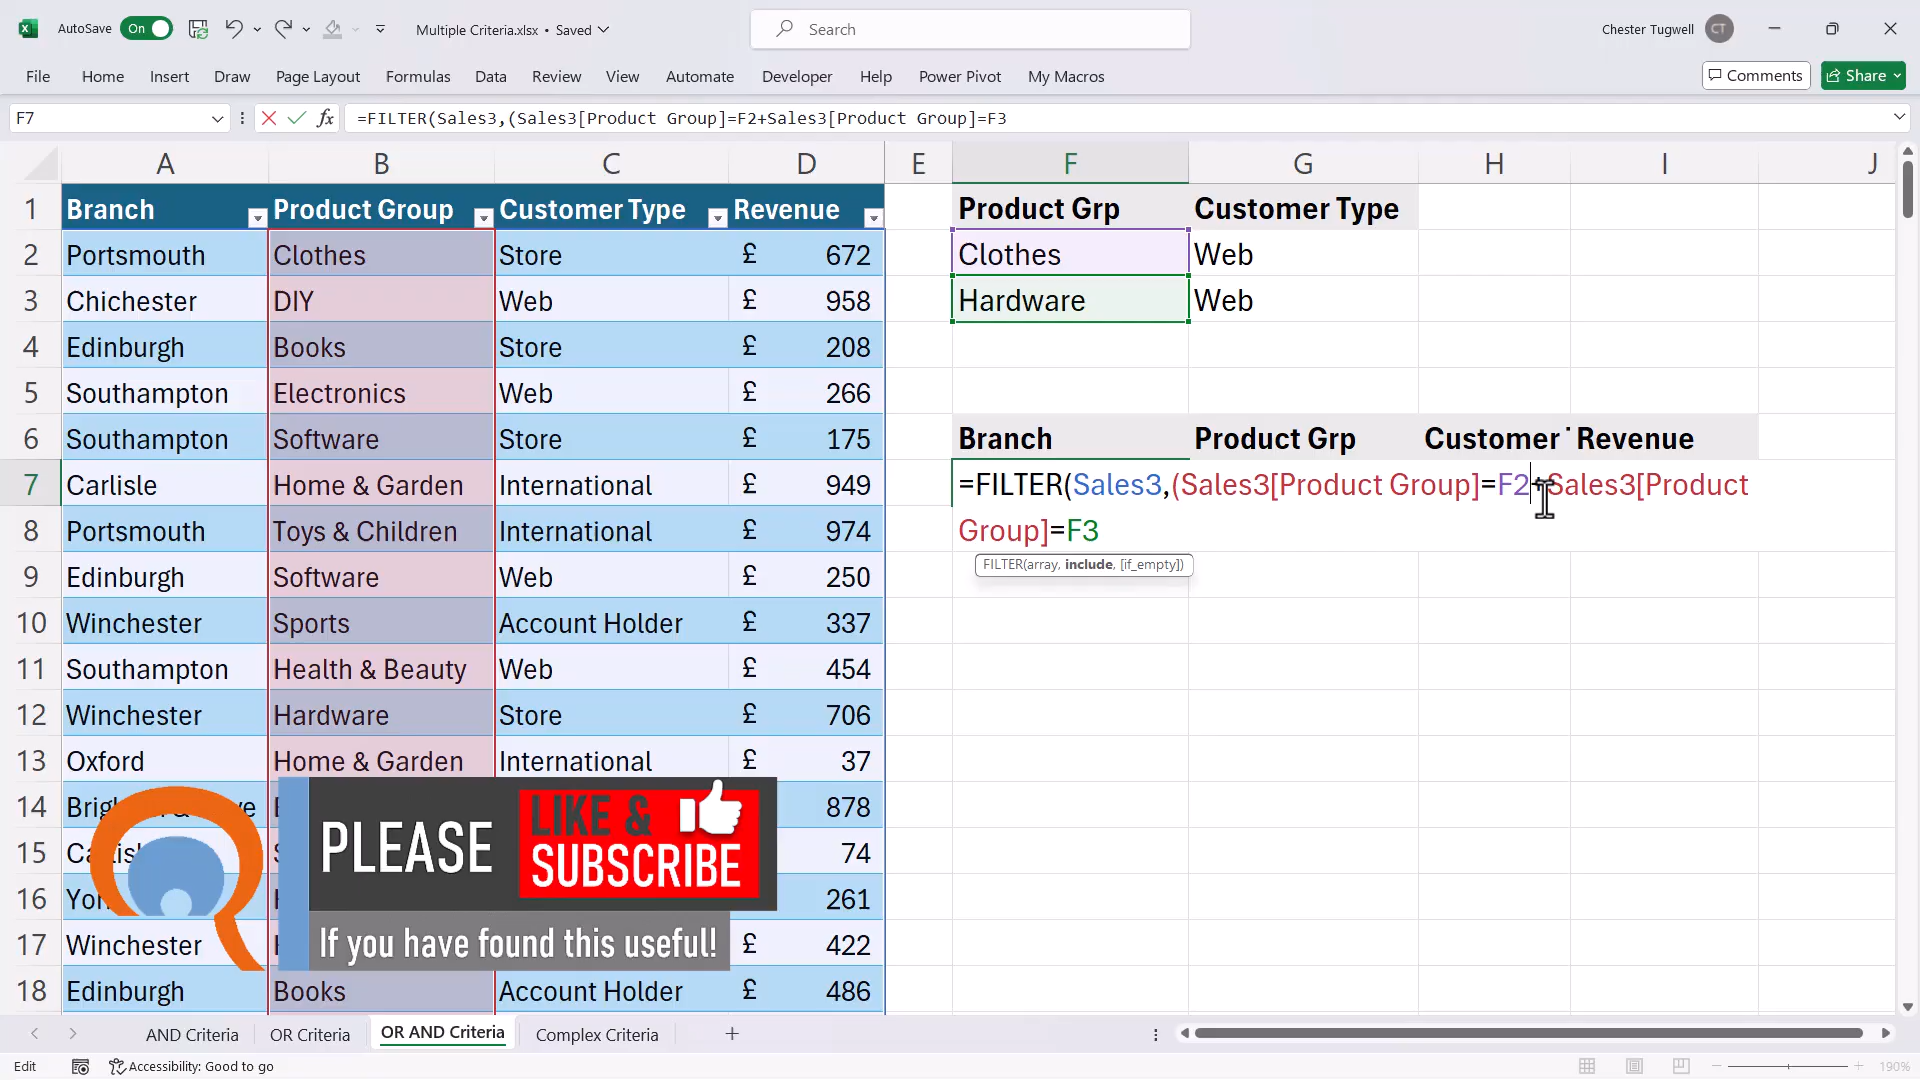 AutoSave On Multiple Criteria.xlsx • Saved Search Chester Tugwell CT
File Home Insert Draw Page Layout Formulas Data Review View Automate Developer Help Power Pivot My Macros Comments Share
F7 fx =FILTER(Sales3,(Sales3[Product Group]=F2+Sales3[Product Group]=F3
A B C D E F G H I J
1 Branch Product Group Customer Type Revenue Product Grp Customer Type
2 Portsmouth Clothes Store £ 672 Clothes Web
3 Chichester DIY Web £ 958 Hardware Web
4 Edinburgh Books Store £ 208
5 Southampton Electronics Web £ 266
6 Southampton Software Store £ 175 Branch Product Grp Customer Revenue
7 Carlisle Home & Garden International £ 949 =FILTER(Sales3,(Sales3[Product Group]=F2+Sales3[Product
8 Portsmouth Toys & Children International £ 974 Group]=F3
FILTER(array, include, [if_empty])
9 Edinburgh Software Web £ 250
10 Winchester Sports Account Holder £ 337
11 Southampton Health & Beauty Web £ 454
12 Winchester Hardware Store £ 706
13 Oxford Home & Garden International £ 37
14 878
15 74
16 261
17 Winchester £ 422
18 Edinburgh Books Account Holder £ 486
PLEASE
LIKE &
SUBSCRIBE
If you have found this useful!
AND Criteria OR Criteria OR AND Criteria Complex Criteria
Edit Accessibility: Good to go 190%